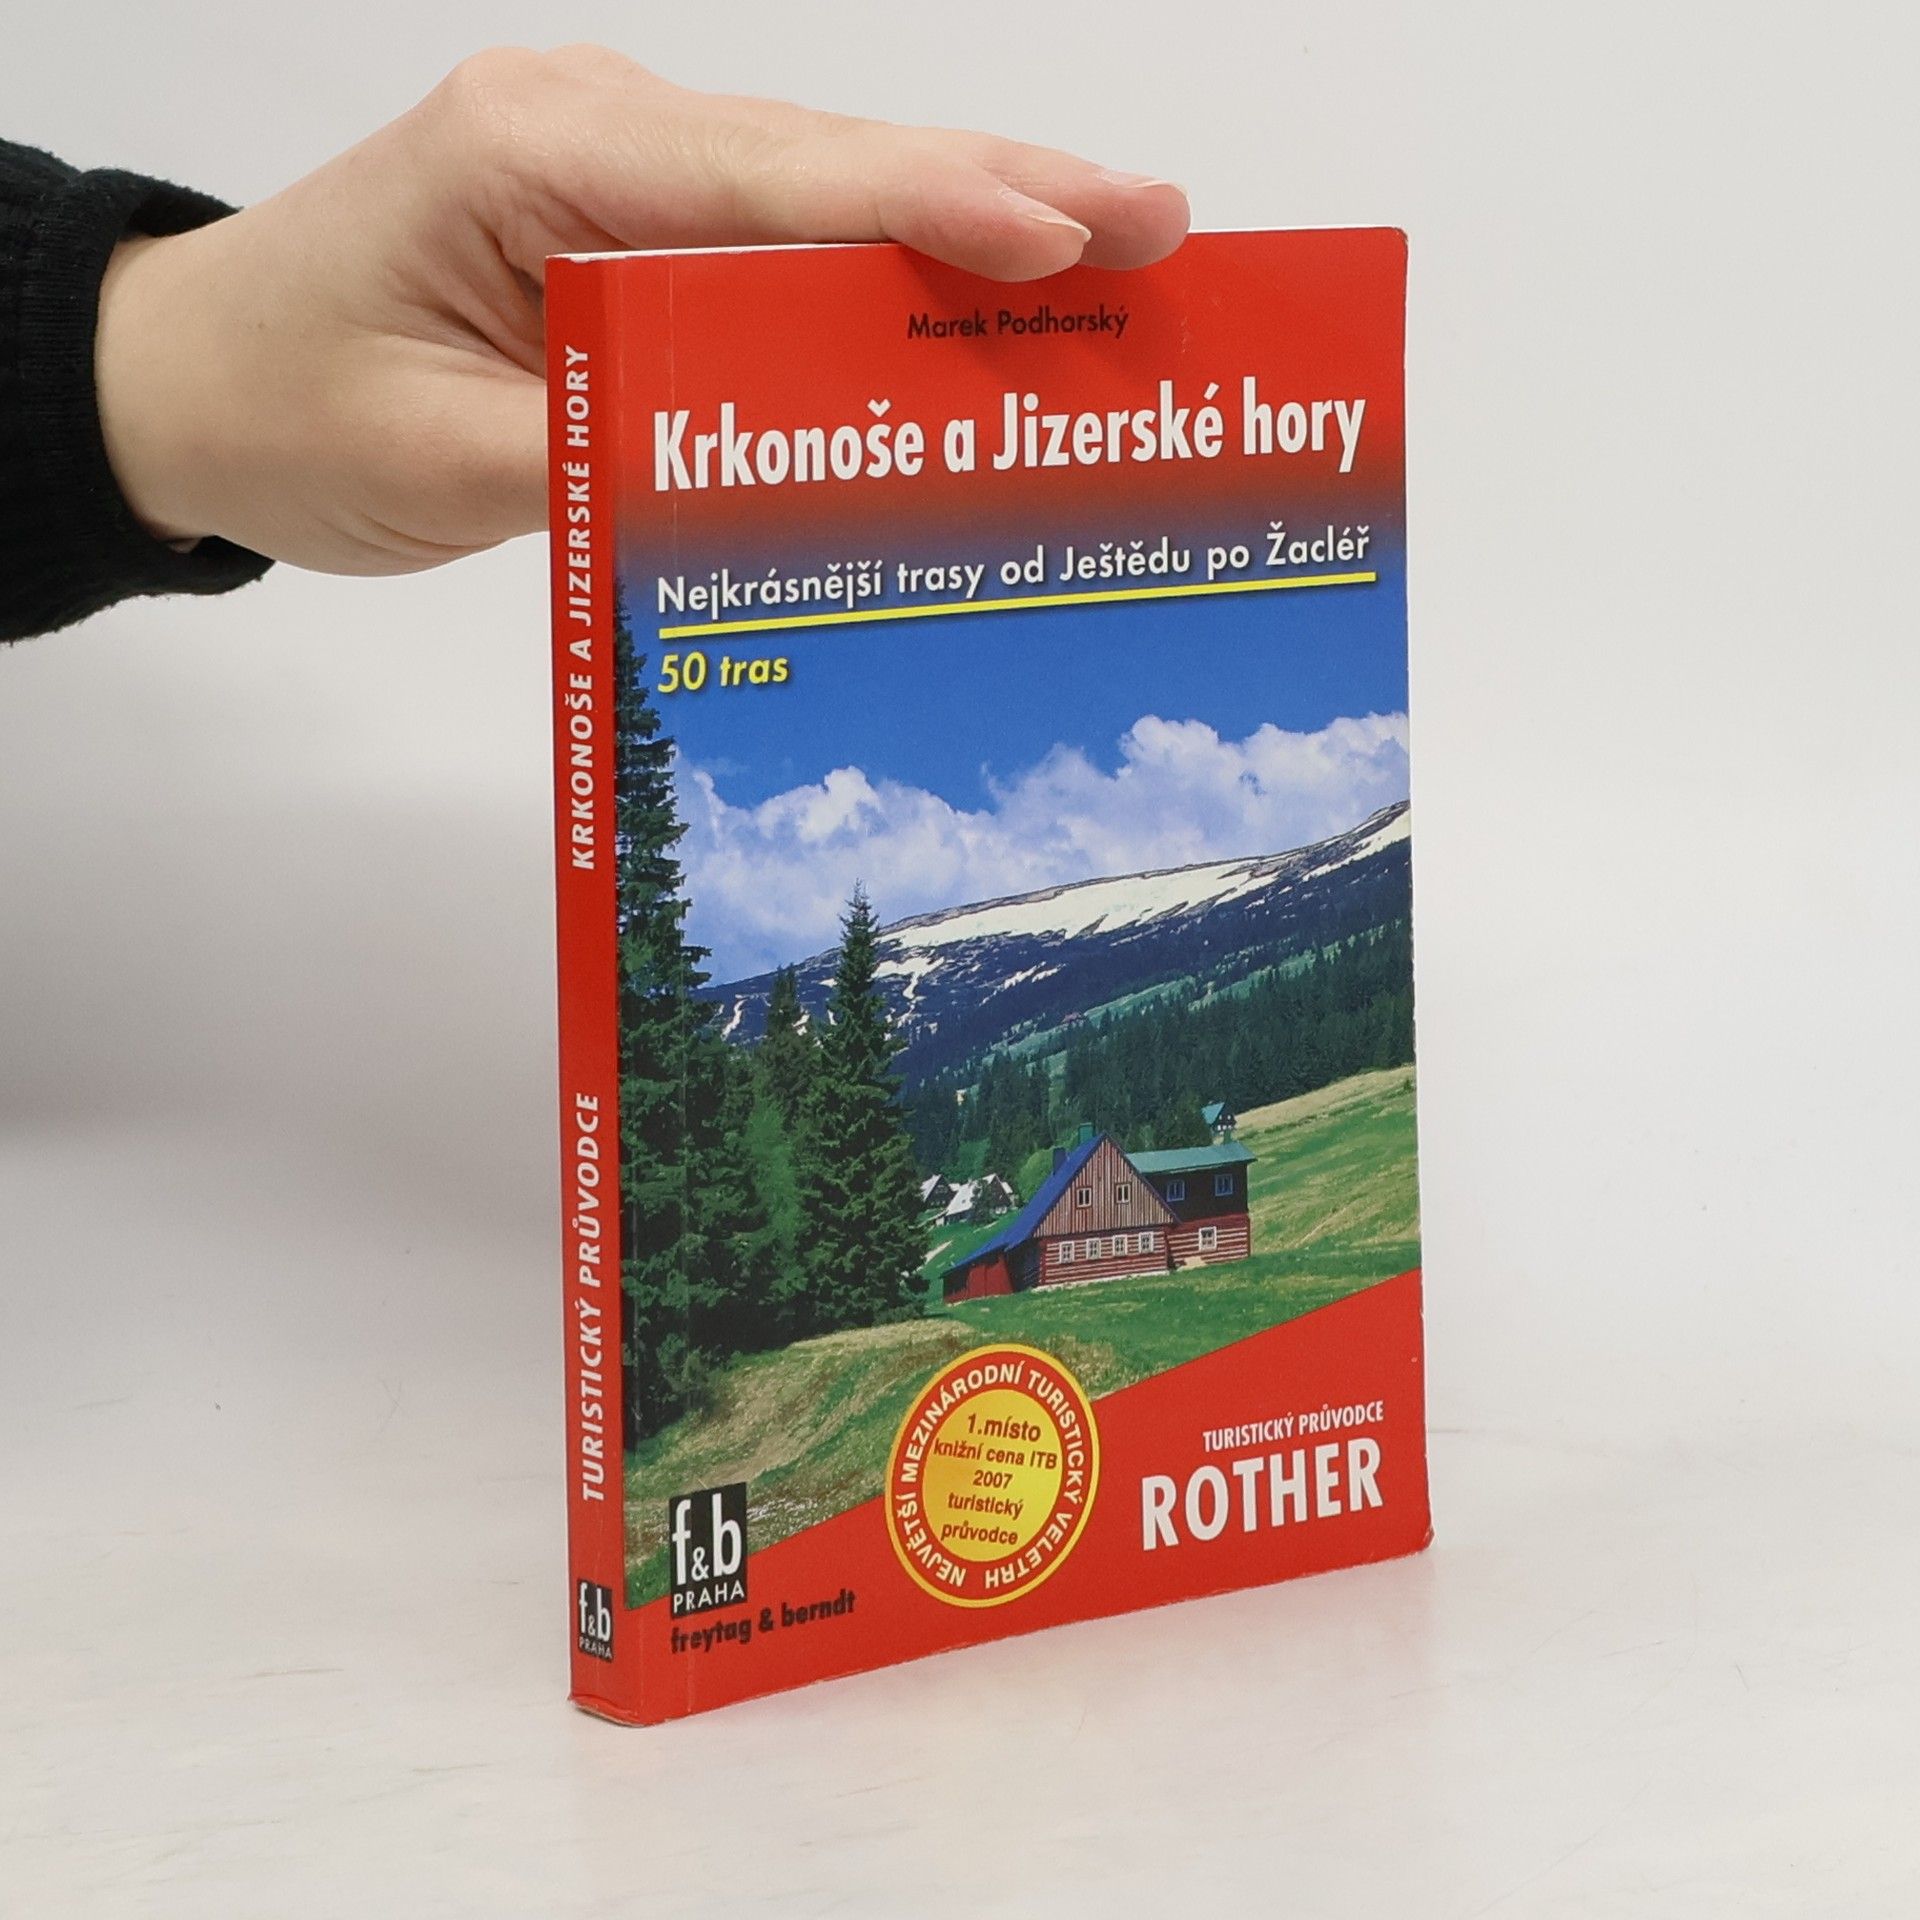 Marek Podhorský
Krkonoše a Jizerské hory
Nejkrásnější trasy od Ještědu po Žacléř
50 tras
KRKONOŠE A JIZERSKÉ HORY
TURISTICKÝ PRŮVODCE
f&b
PRAHA
NEJVĚTŠÍ MEZINÁRODNÍ TURISTICKÝ VELETRH
1.místo
knižní cena ITB
2007
turistický
průvodce
TURISTICKÝ PRŮVODCE
ROTHER
f&b
PRAHA
freytag & berndt